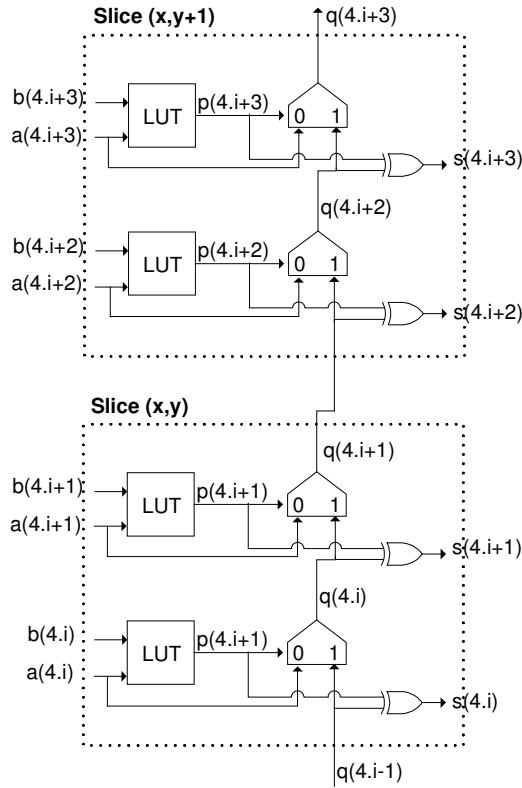 Slice (x,y+1)
q(4.i+3)
b(4.i+3)
LUT
p(4.i+3)
0 1
a(4.i+3)
s(4.i+3)
q(4.i+2)
b(4.i+2)
LUT
p(4.i+2)
0 1
a(4.i+2)
s(4.i+2)
Slice (x,y)
q(4.i+1)
b(4.i+1)
LUT
p(4.i+1)
0 1
a(4.i+1)
s(4.i+1)
q(4.i)
b(4.i)
LUT
p(4.i+1)
0 1
a(4.i)
s(4.i)
q(4.i-1)